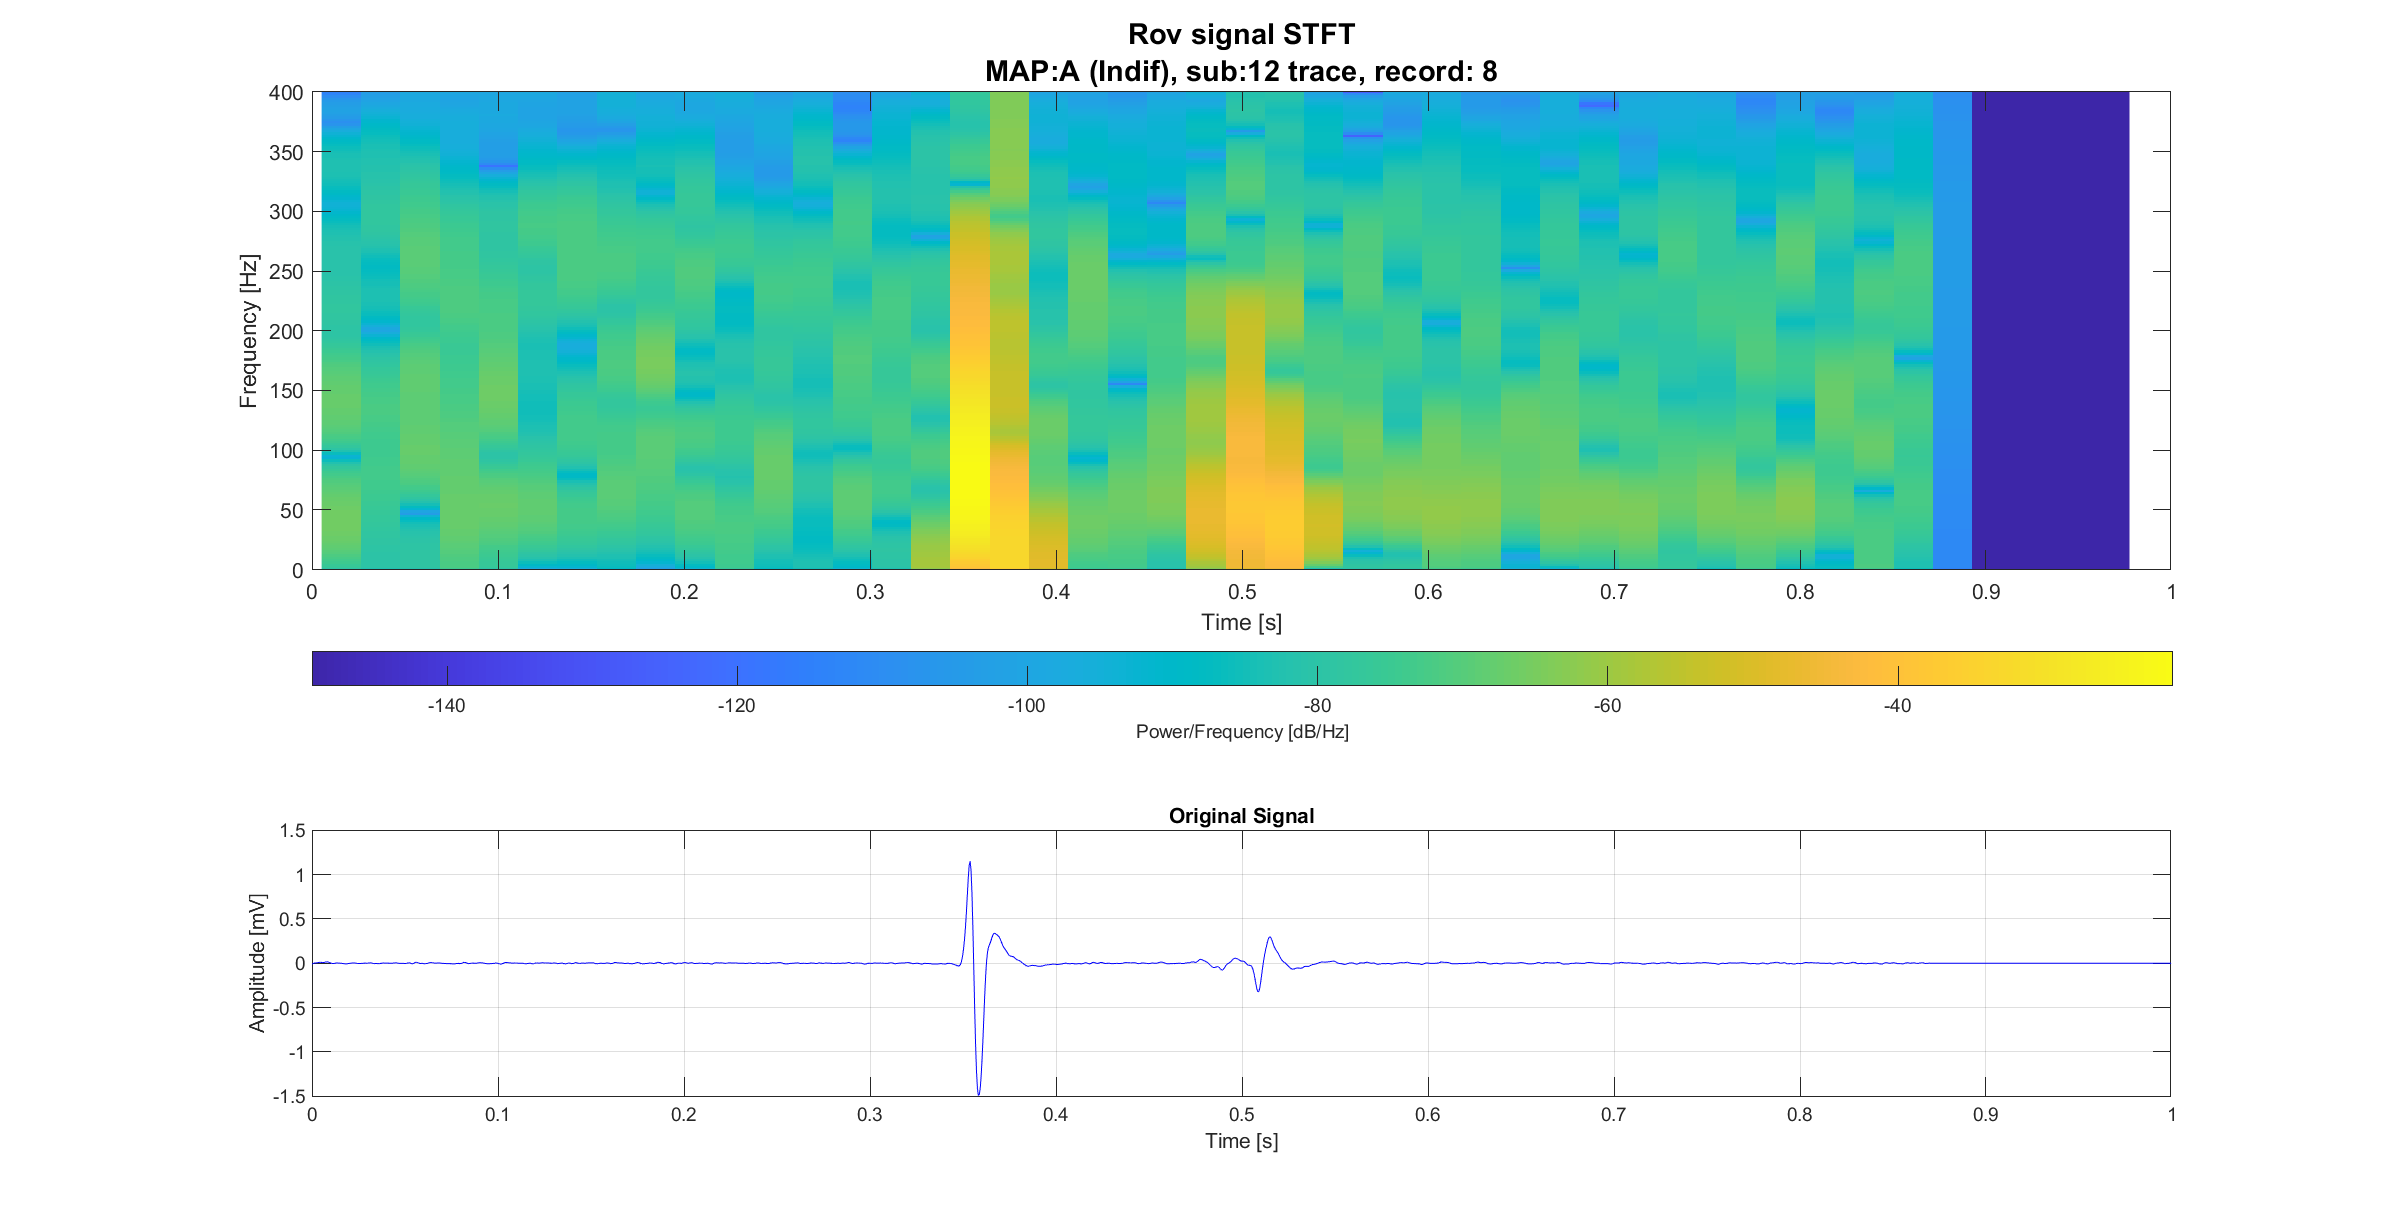 Rov signal STFT
MAP:A (Indif), sub:12 trace, record: 8
400
350
300
250
200
150
100
50
0
Frequency [Hz]
0 0.1 0.2 0.3 0.4 0.5 0.6 0.7 0.8 0.9 1
Time [s]
-140 -120 -100 -80 -60 -40
Power/Frequency [dB/Hz]
Original Signal
1.5
1
0.5
0
-0.5
-1
-1.5
Amplitude [mV]
0 0.1 0.2 0.3 0.4 0.5 0.6 0.7 0.8 0.9 1
Time [s]